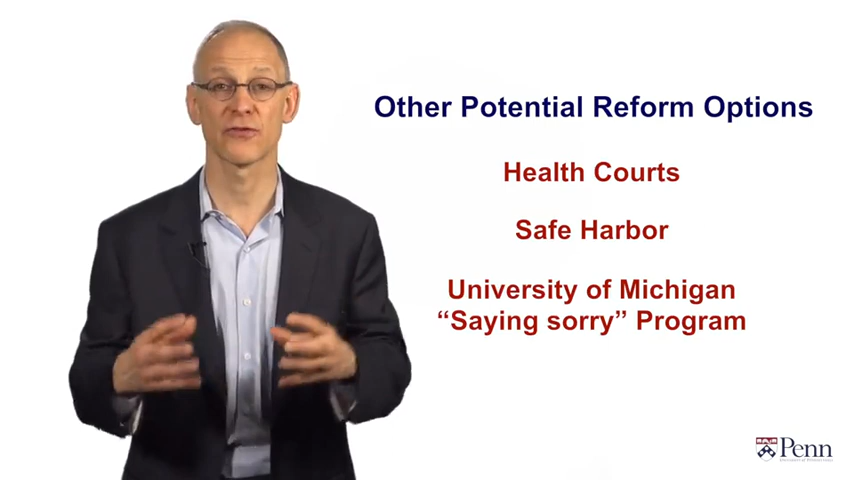 Other Potential Reform Options
Health Courts
Safe Harbor
University of Michigan
“Saying sorry” Program
Penn